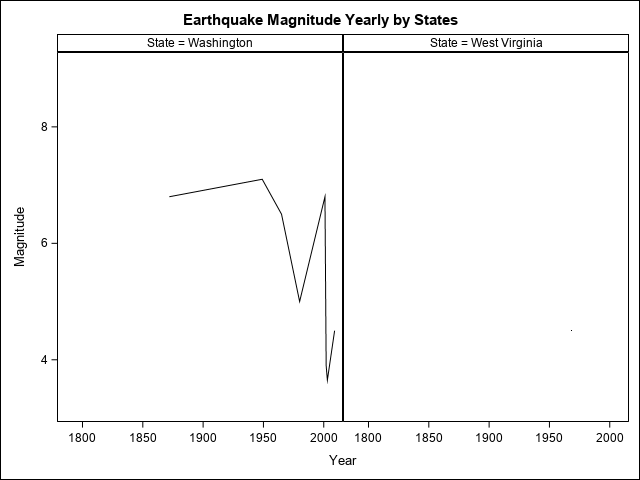 Earthquake Magnitude Yearly by States
State = Washington
State = West Virginia
8
6
4
Magnitude
1800 1850 1900 1950 2000 1800 1850 1900 1950 2000
Year